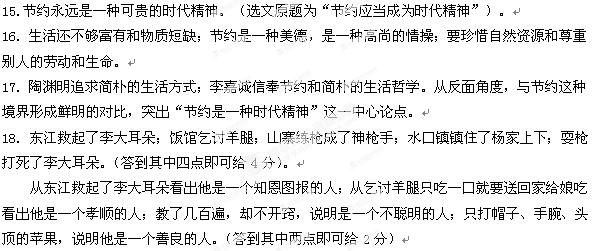 15.节约永远是一种可贵的时代精神。（选文原题为“节约应当成为时代精神”）。
16. 生活还不够富有和物质短缺；节约是一种美德，是一种高尚的情操；要珍惜自然资源和尊重
别人的劳动和生命。
17. 陶渊明追求简朴的生活方式；李嘉诚信奉节约和简朴的生活哲学。从反面角度，与节约这种
境界形成鲜明的对比，突出“节约是一种时代精神”这一中心论点。
18. 东江救起了李大耳朵；饭馆乞讨羊腿；山寨练枪成了神枪手；水口镇镇住了杨家上下；耍枪
打死了李大耳朵。（答到其中四点即可给 4 分）。
从东江救起了李大耳朵看出他是一个知恩图报的人；从乞讨羊腿只吃一口就要送回家给娘吃
看出他是一个孝顺的人；教了几百遍，却不开窍，说明是一个不聪明的人；只打帽子、手腕、头
顶的苹果，说明他是一个善良的人。（答到其中两点即可给 2 分）